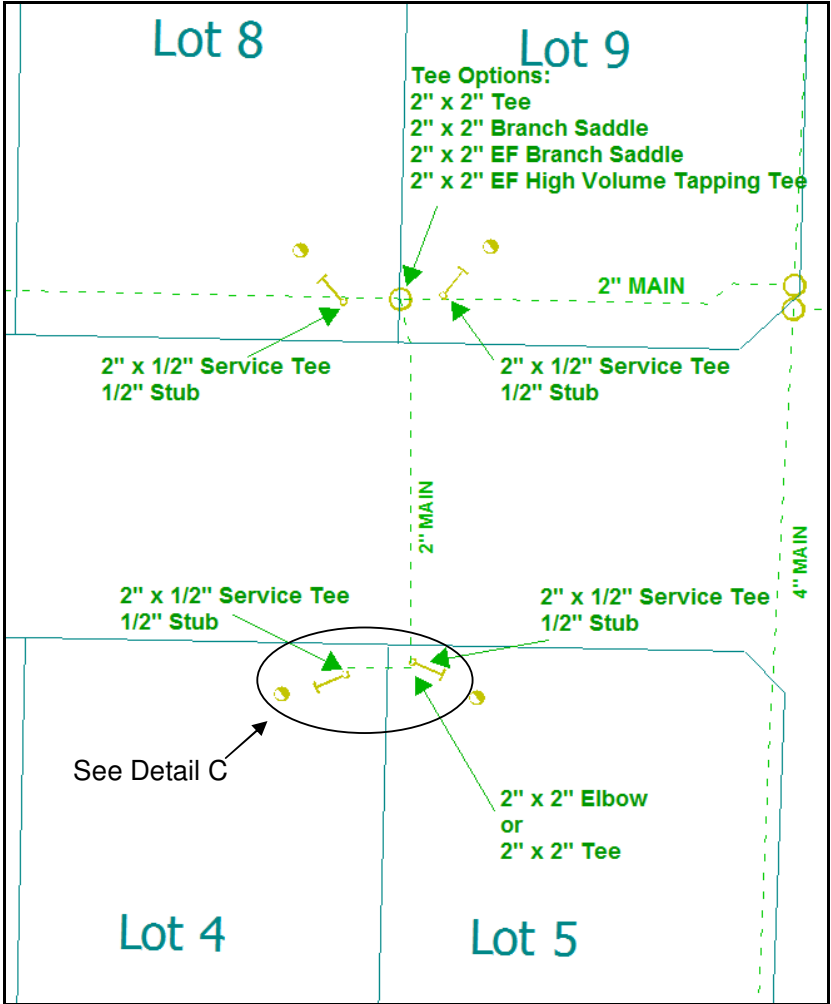 Lot 8
Lot 9
Tee Options:
2" x 2" Tee
2" x 2" Branch Saddle
2" x 2" EF Branch Saddle
2" x 2" EF High Volume Tapping Tee
2" MAIN
2" x 1/2" Service Tee
1/2" Stub
2" x 1/2" Service Tee
1/2" Stub
2" MAIN
4" MAIN
2" x 1/2" Service Tee
1/2" Stub
2" x 1/2" Service Tee
1/2" Stub
See Detail C
2" x 2" Elbow
or
2" x 2" Tee
Lot 4
Lot 5